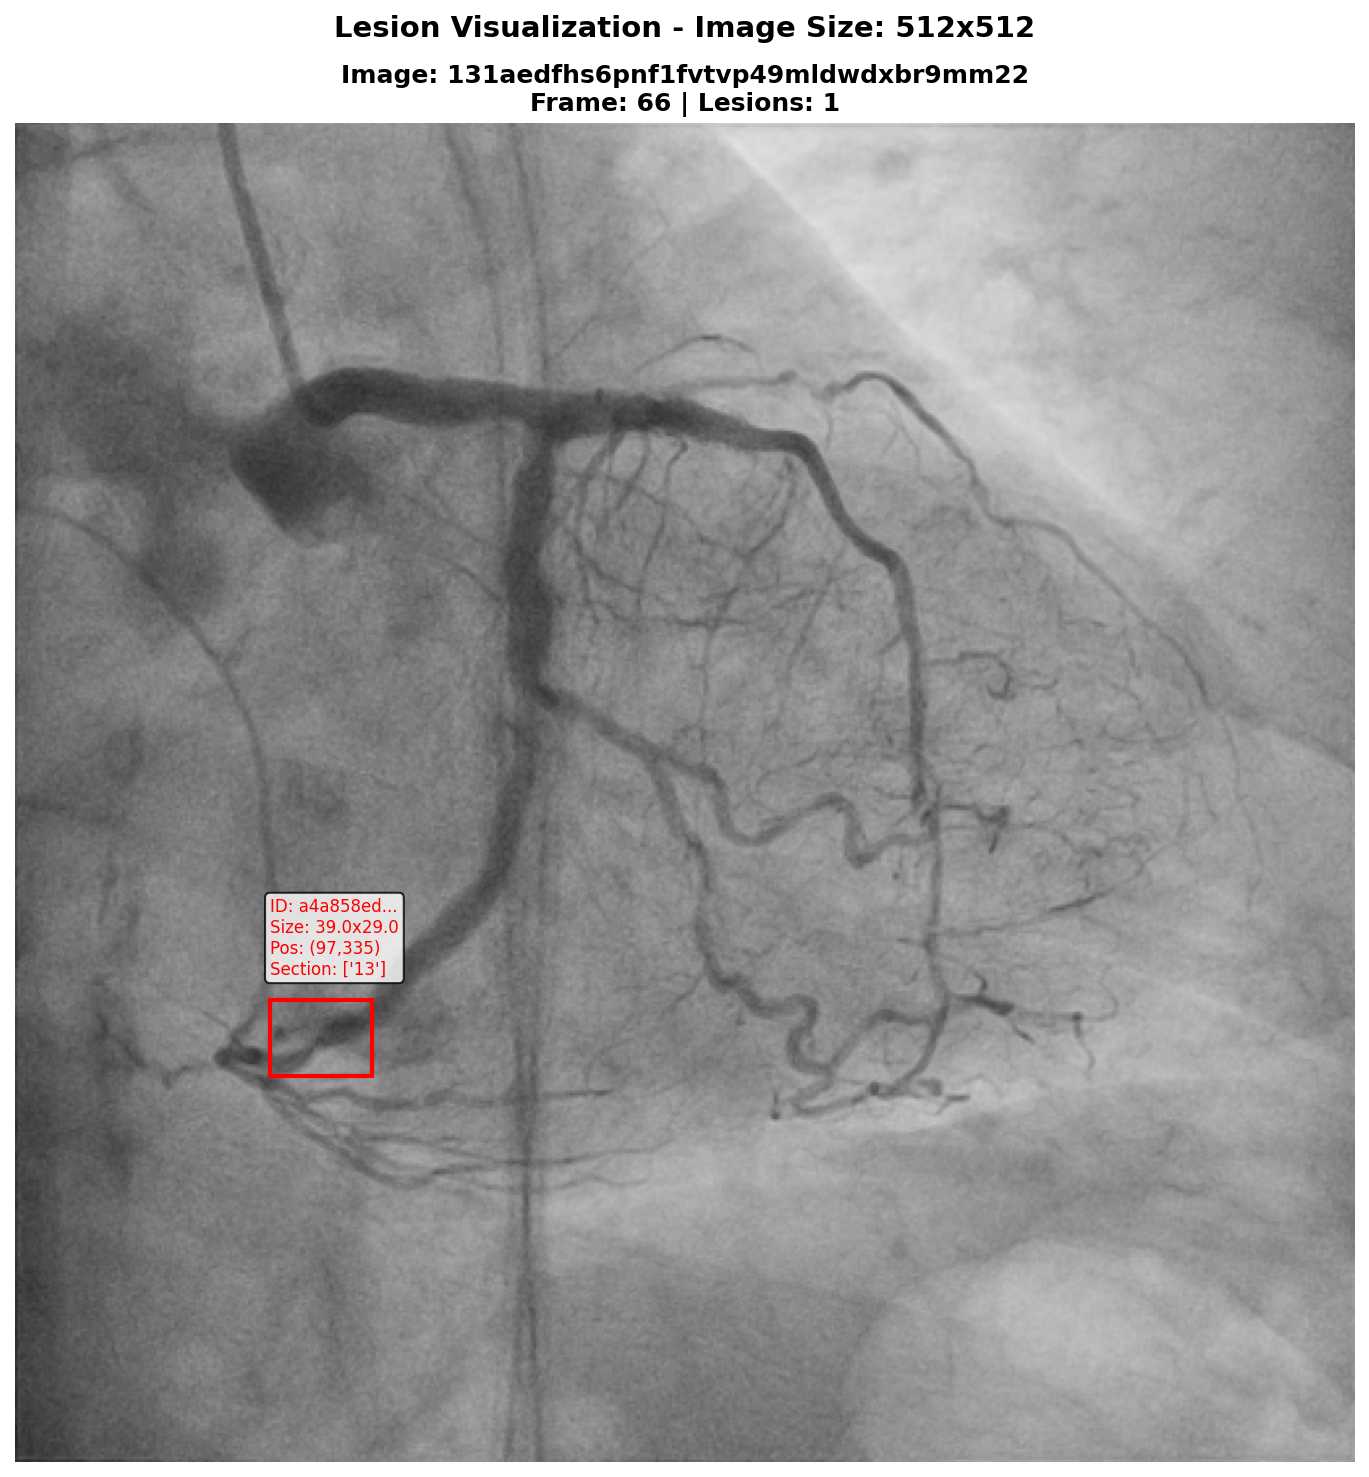 Lesion Visualization - Image Size: 512x512
Image: 131aedfhs6pnf1fvtvp49mldwdxbr9mm22
Frame: 66 | Lesions: 1
ID: a4a858ed...
Size: 39.0x29.0
Pos: (97,335)
Section: ['13']